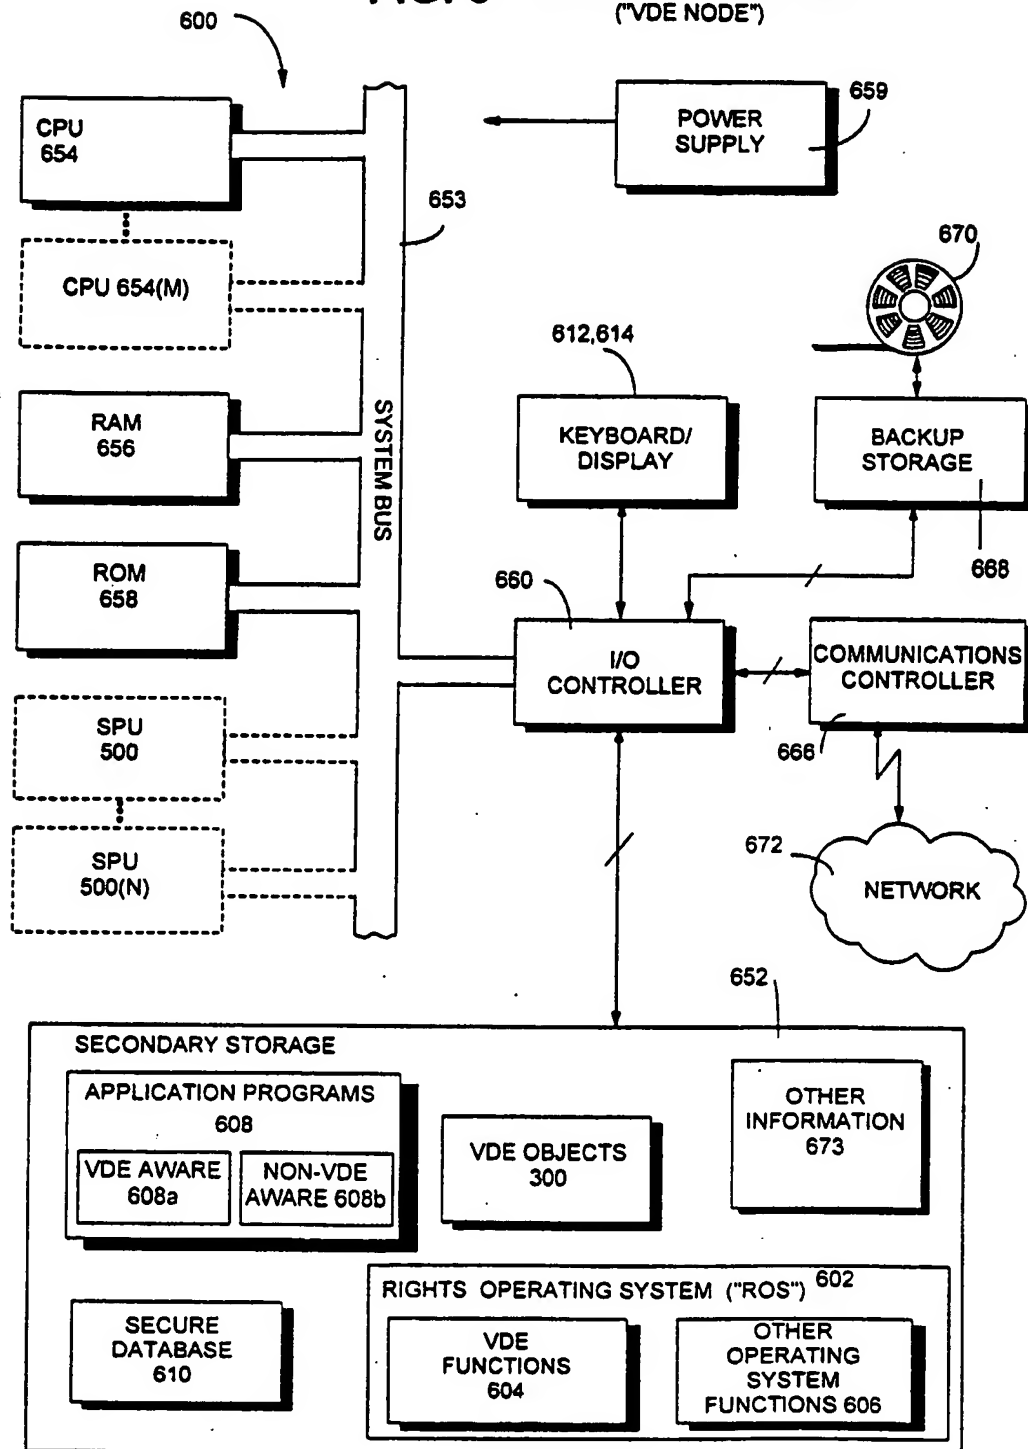 ("VDE NODE")
600
CPU
654
POWER
SUPPLY
659
653
CPU 654(M)
670
612,614
RAM
656
SYSTEM BUS
KEYBOARD/
DISPLAY
BACKUP
STORAGE
668
ROM
658
660
I/O
CONTROLLER
COMMUNICATIONS
CONTROLLER
666
SPU
500
SPU
500(N)
672
NETWORK
652
SECONDARY STORAGE
APPLICATION PROGRAMS
608
VDE AWARE
608a
NON-VDE
AWARE 608b
VDE OBJECTS
300
OTHER
INFORMATION
673
RIGHTS OPERATING SYSTEM ("ROS") 602
SECURE
DATABASE
610
VDE
FUNCTIONS
604
OTHER
OPERATING
SYSTEM
FUNCTIONS 606